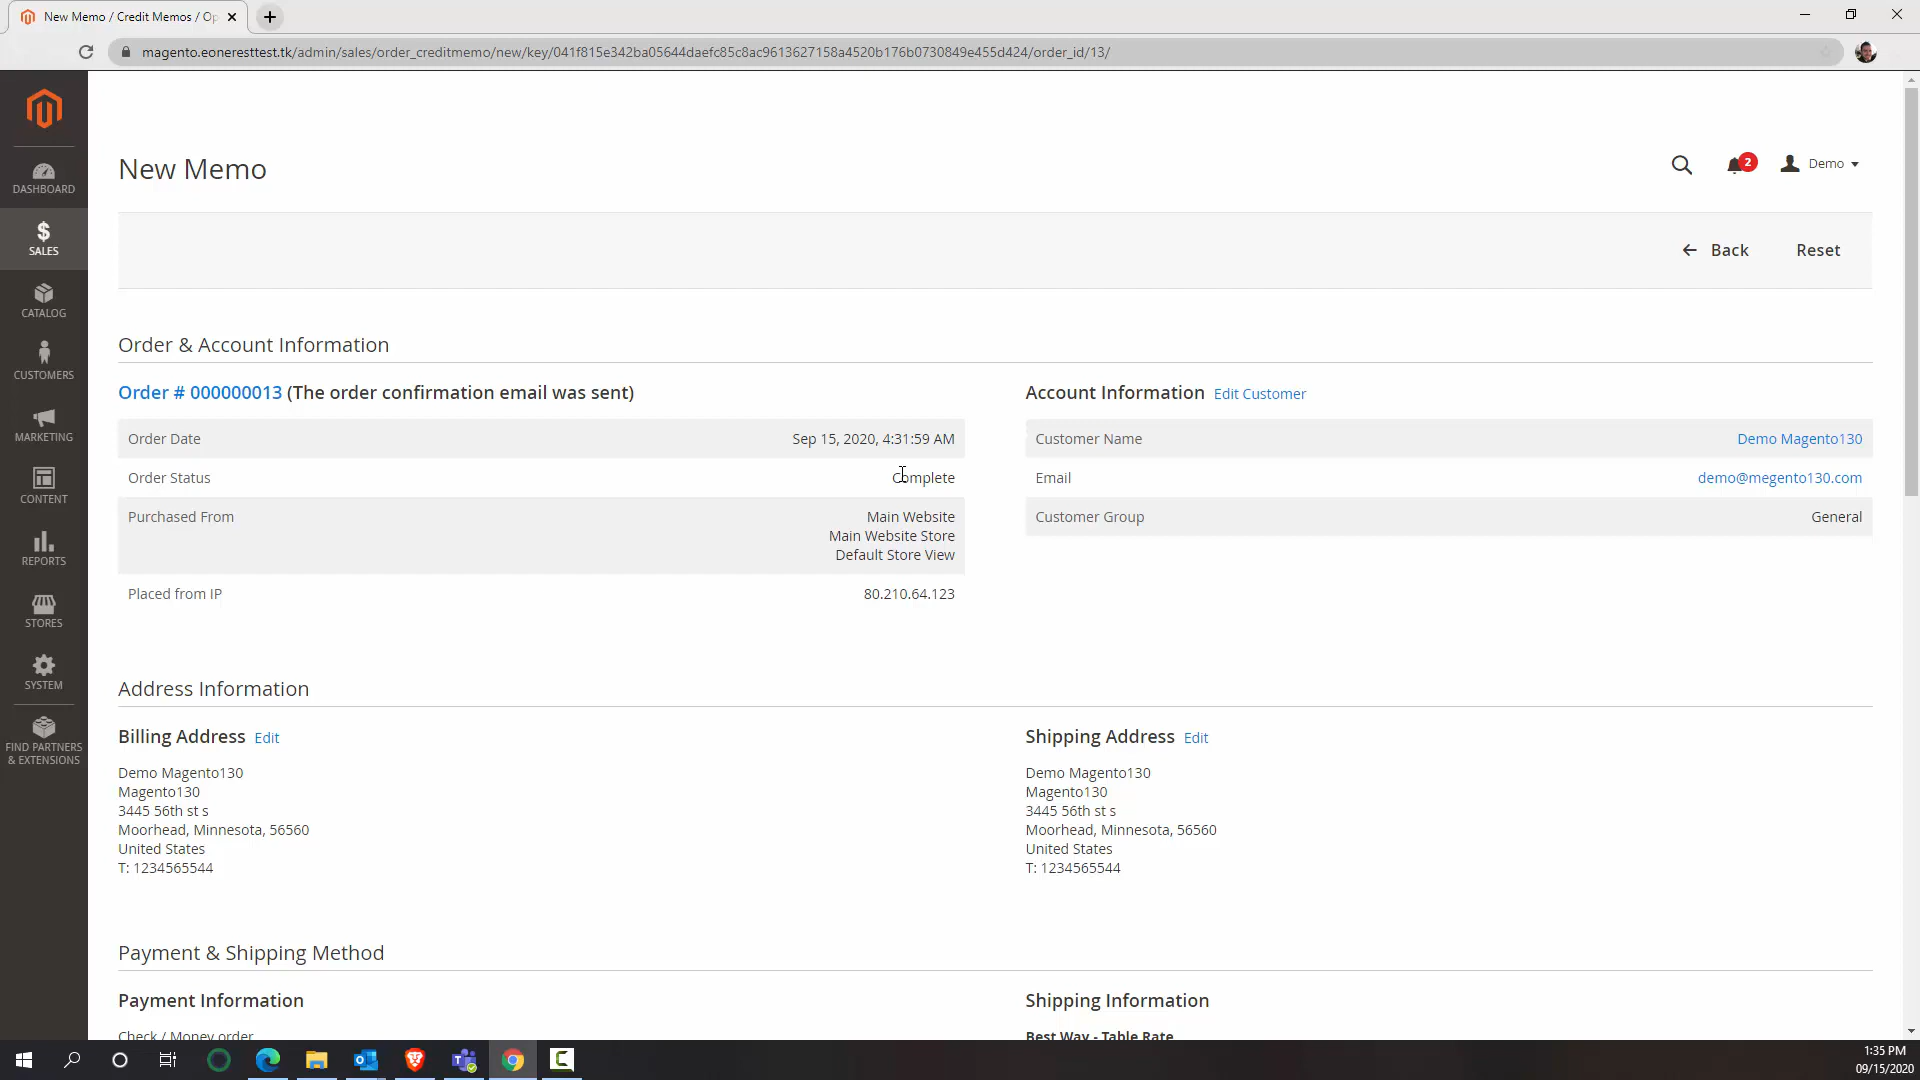 New Memo / Credit Memos / Op
magento.eoneresttest.tk/admin/sales/order_creditmemo/new/key/041f815e342ba05644daefc85c8ac9613627158a4520b176b0730849e455d424/order_id/13/
DASHBOARD
$
SALES
CATALOG
CUSTOMERS
MARKETING
CONTENT
REPORTS
STORES
SYSTEM
FIND PARTNERS
& EXTENSIONS
New Memo
2
Demo
Back
Reset
Order & Account Information
Order # 000000013 (The order confirmation email was sent)
Order Date Sep 15, 2020, 4:31:59 AM
Order Status Complete
Purchased From Main Website
Main Website Store
Default Store View
Placed from IP 80.210.64.123
Account Information Edit Customer
Customer Name Demo Magento130
Email demo@megento130.com
Customer Group General
Address Information
Billing Address Edit
Demo Magento130
Magento130
3445 56th st s
Moorhead, Minnesota, 56560
United States
T: 1234565544
Shipping Address Edit
Demo Magento130
Magento130
3445 56th st s
Moorhead, Minnesota, 56560
United States
T: 1234565544
Payment & Shipping Method
Payment Information
Check / Money order
Shipping Information
Best Way - Table Rate
1:35 PM
09/15/2020